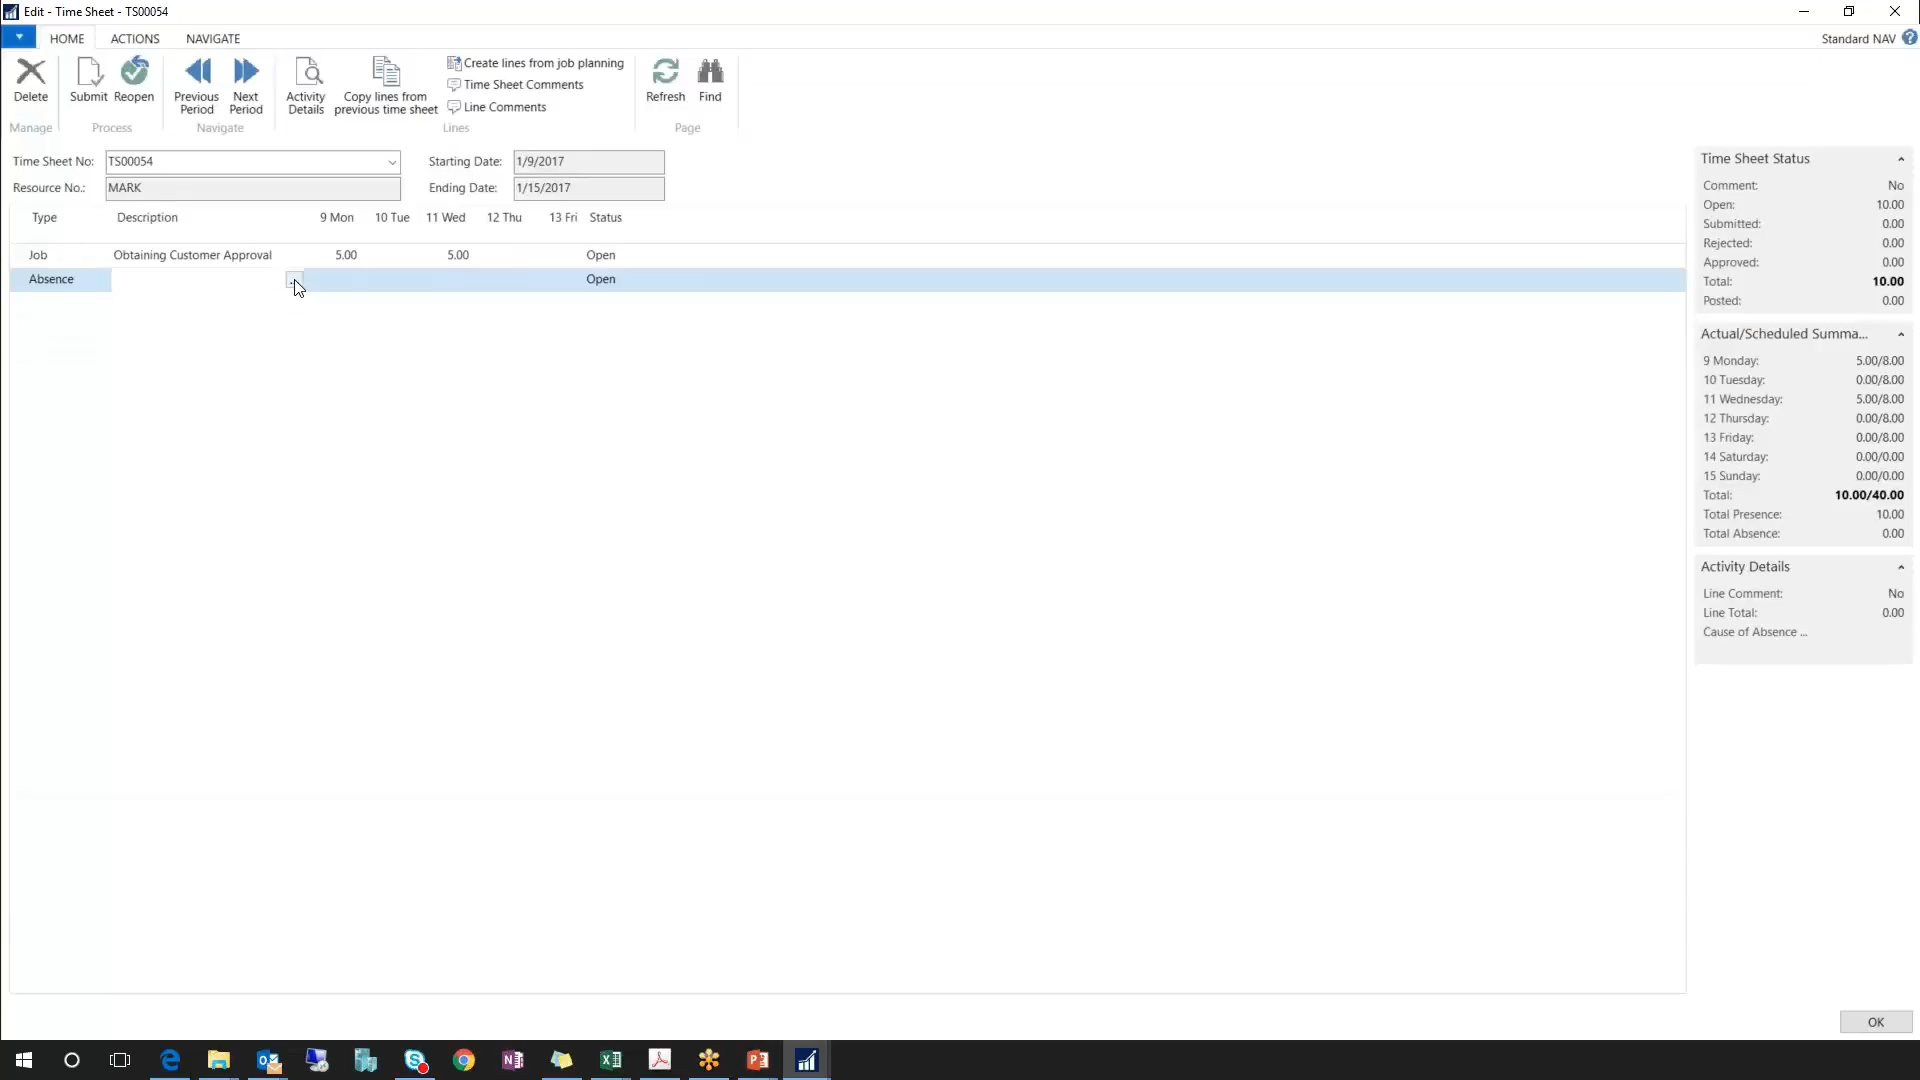 Edit - Time Sheet - TS00054
HOME ACTIONS NAVIGATE Standard NAV ?
Delete
Submit Reopen
Previous Period
Next Period
Activity Details
Copy lines from previous time sheet
Create lines from job planning
Time Sheet Comments
Line Comments
Refresh Find
Manage Process Navigate Lines Page
Time Sheet No: TS00054 Starting Date: 1/9/2017
Resource No.: MARK Ending Date: 1/15/2017
Type Description 9 Mon 10 Tue 11 Wed 12 Thu 13 Fri Status
Job Obtaining Customer Approval 5.00 5.00 Open
Absence Open
Time Sheet Status
Comment: No
Open: 10.00
Submitted: 0.00
Rejected: 0.00
Approved: 0.00
Total: 10.00
Posted: 0.00
Actual/Scheduled Summa...
9 Monday: 5.00/8.00
10 Tuesday: 0.00/8.00
11 Wednesday: 5.00/8.00
12 Thursday: 0.00/8.00
13 Friday: 0.00/8.00
14 Saturday: 0.00/0.00
15 Sunday: 0.00/0.00
Total: 10.00/40.00
Total Presence: 10.00
Total Absence: 0.00
Activity Details
Line Comment: No
Line Total: 0.00
Cause of Absence ...
OK